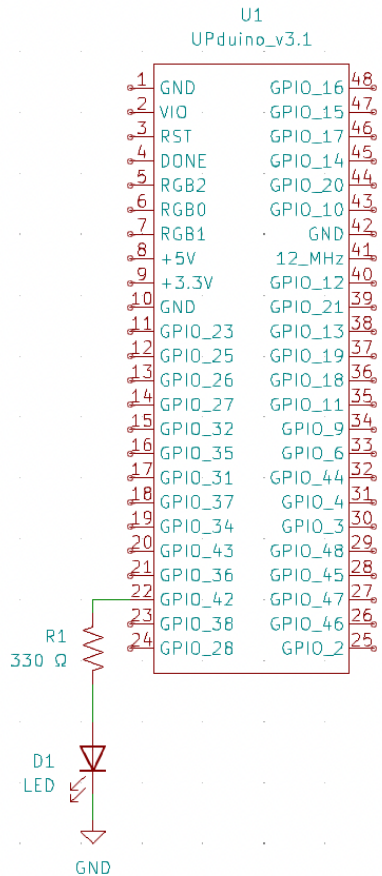 U1
UPduino_v3.1
1 GND GPIO_16 48
2 VIO GPIO_15 47
3 RST GPIO_17 46
4 DONE GPIO_14 45
5 RGB2 GPIO_20 44
6 RGB0 GPIO_10 43
7 RGB1 GND 42
8 +5V 12_MHz 41
9 +3.3V GPIO_12 40
10 GND GPIO_21 39
11 GPIO_23 GPIO_13 38
12 GPIO_25 GPIO_19 37
13 GPIO_26 GPIO_18 36
14 GPIO_27 GPIO_11 35
15 GPIO_32 GPIO_9 34
16 GPIO_35 GPIO_6 33
17 GPIO_31 GPIO_44 32
18 GPIO_37 GPIO_4 31
19 GPIO_34 GPIO_3 30
20 GPIO_43 GPIO_48 29
21 GPIO_36 GPIO_45 28
22 GPIO_42 GPIO_47 27
23 GPIO_38 GPIO_46 26
24 GPIO_28 GPIO_2 25
R1
330 Ω
D1
LED
GND